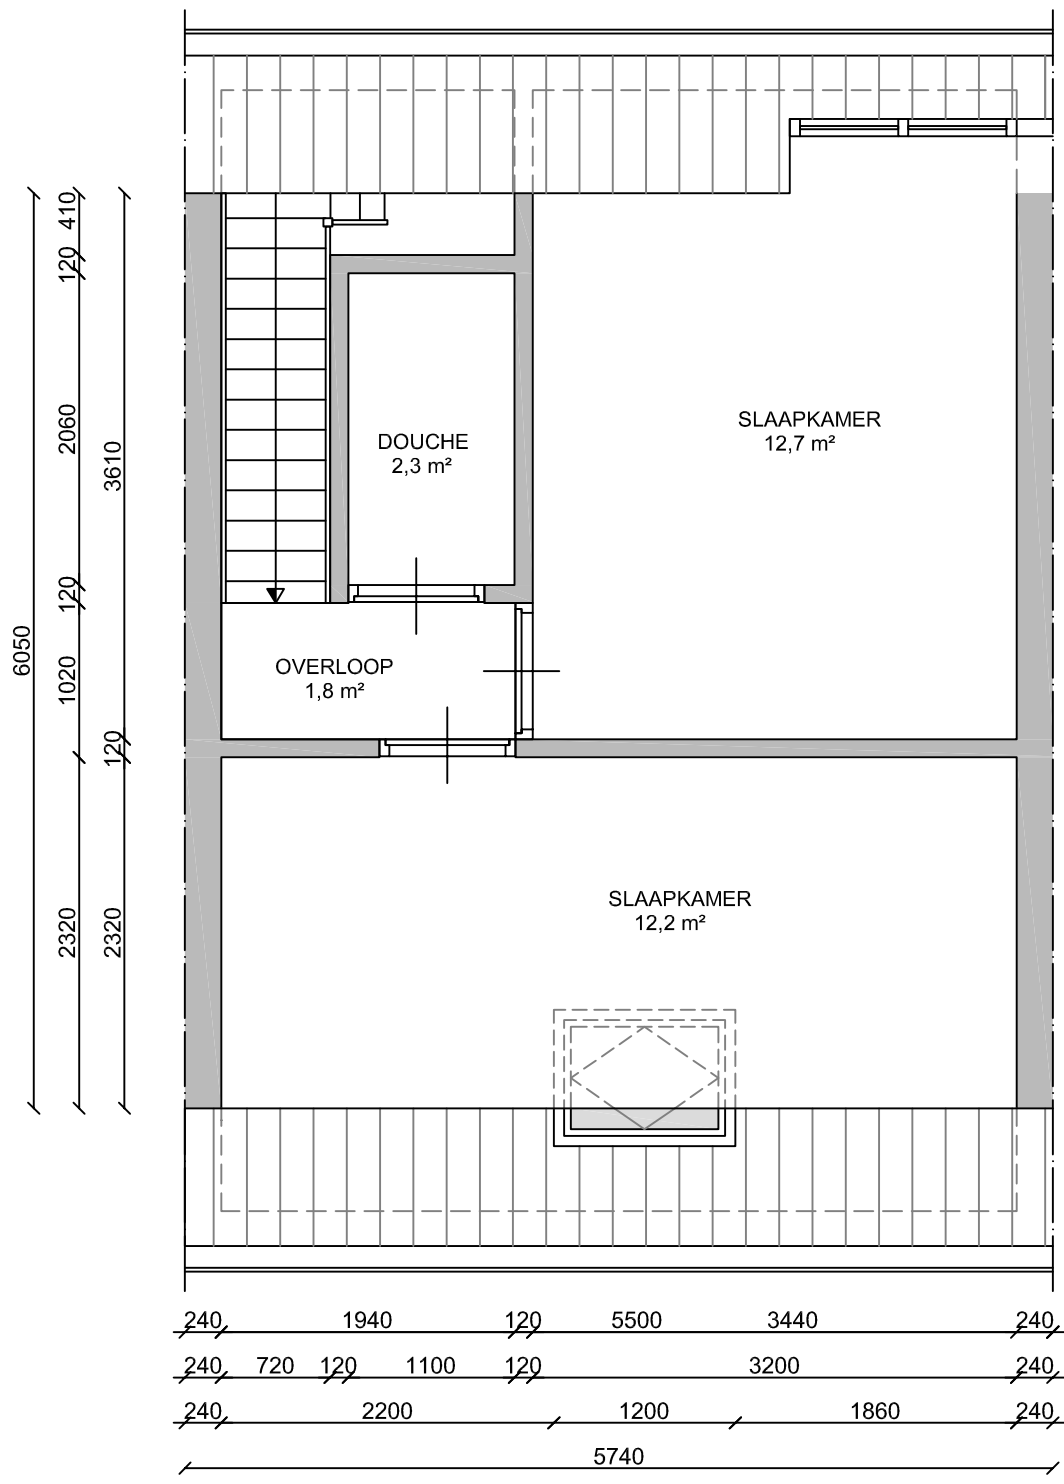 410
120
2060
3610
DOUCHE
2,3 m²
SLAAPKAMER
12,7 m²
120
6050
1020
OVERLOOP
1,8 m²
120
2320
2320
SLAAPKAMER
12,2 m²
240 1940 120 5500 3440 240
240 720 120 1100 120 3200 240
240 2200 1200 1860 240
5740